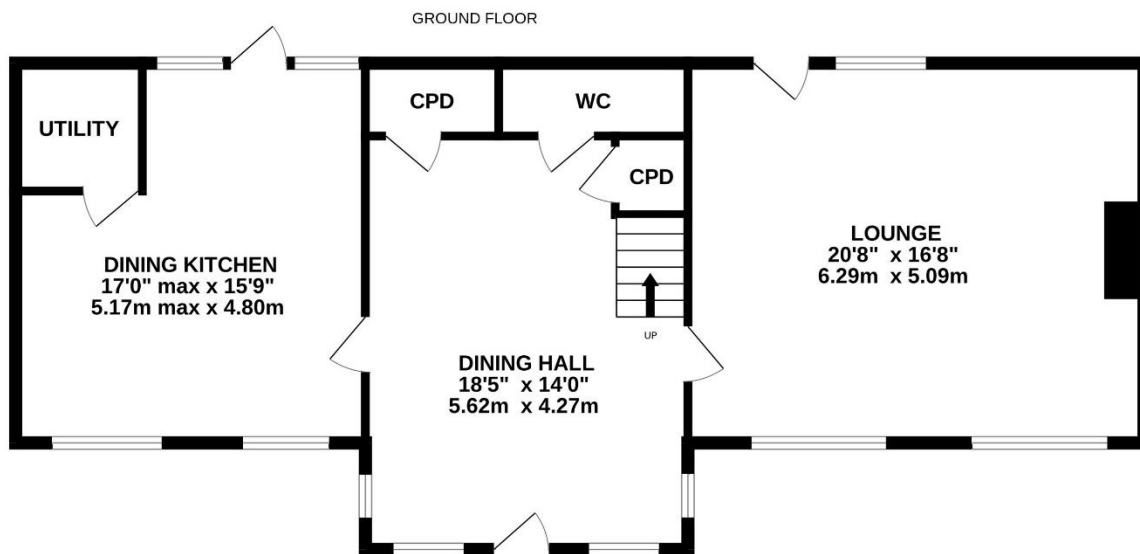 GROUND FLOOR
UTILITY
CPD
WC
CPD
DINING KITCHEN
17'0" max x 15'9"
5.17m max x 4.80m
LOUNGE
20'8" x 16'8"
6.29m x 5.09m
UP
DINING HALL
18'5" x 14'0"
5.62m x 4.27m